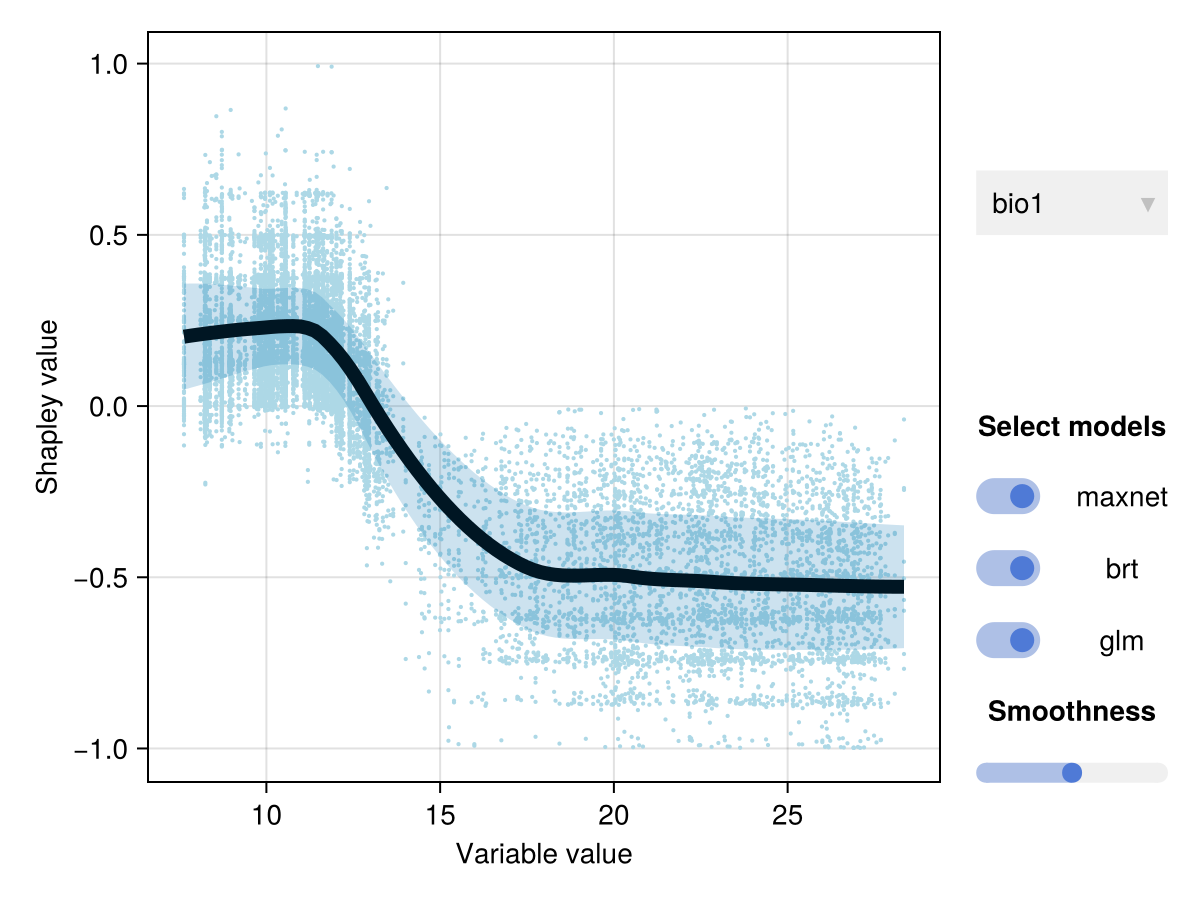 1.0
0.5
0.0
−0.5
−1.0
Shapley value
10
15
20
25
Variable value
bio1
Select models
maxnet
brt
glm
Smoothness